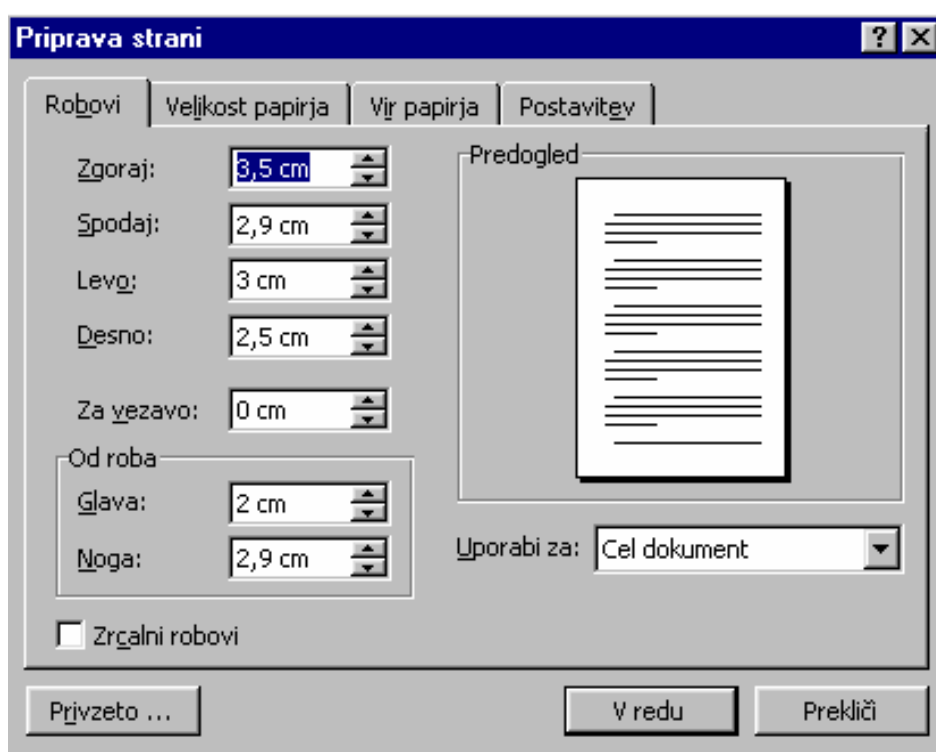 Priprava strani
Robovi Velikost papirja Vir papirja Postavitev
Zgoraj: 3,5 cm
Spodaj: 2,9 cm
Levo: 3 cm
Desno: 2,5 cm
Za vezavo: 0 cm
Od roba
Glava: 2 cm
Noga: 2,9 cm
Predogled
Uporabi za: Cel dokument
Zrcalni robovi
Privzeto ... V redu Prekliči